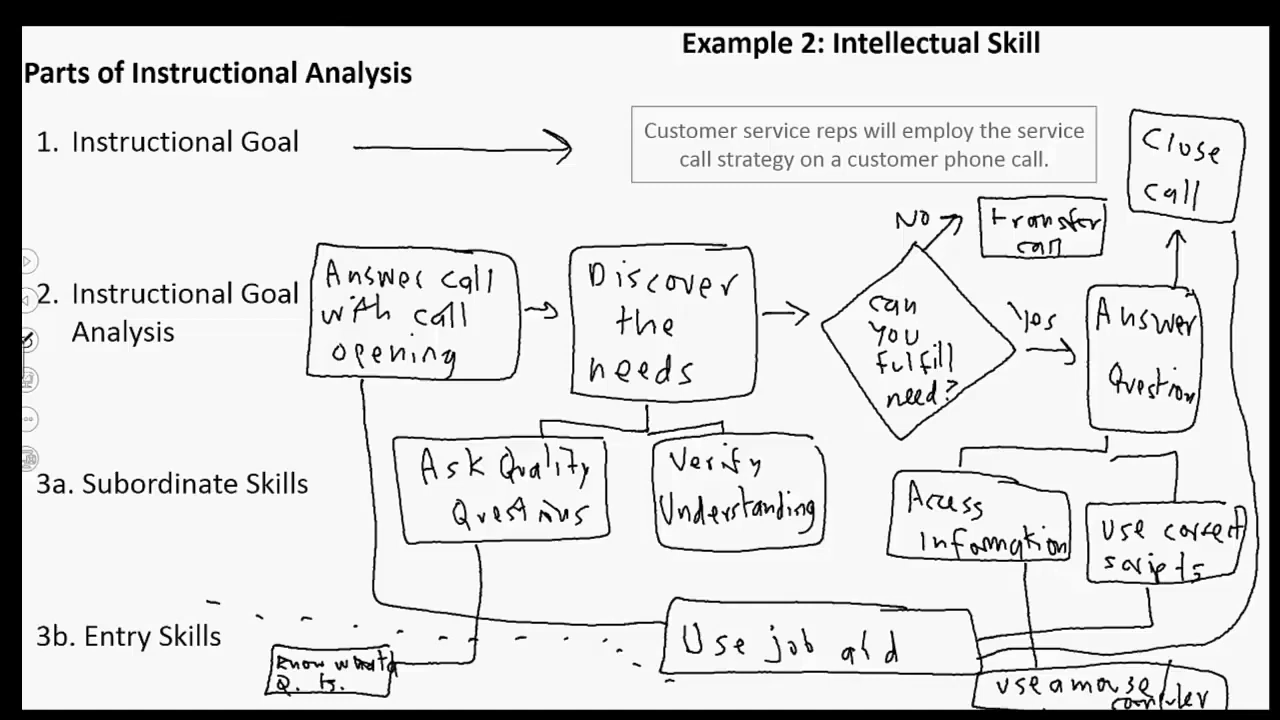 Example 2: Intellectual Skill
Parts of Instructional Analysis
1. Instructional Goal
Customer service reps will employ the service
call strategy on a customer phone call.
Close
call
No
transfer
call
2. Instructional Goal
Analysis
Answer call
with call
opening
Discover
the
needs
can
you
fulfill
need?
Yes
Answer
Question
3a. Subordinate Skills
Ask Quality
Questions
Verify
Understanding
Access
Information
Use correct
scripts
3b. Entry Skills
Know what a
Q. is.
Use job aid
use a mouse/
computer